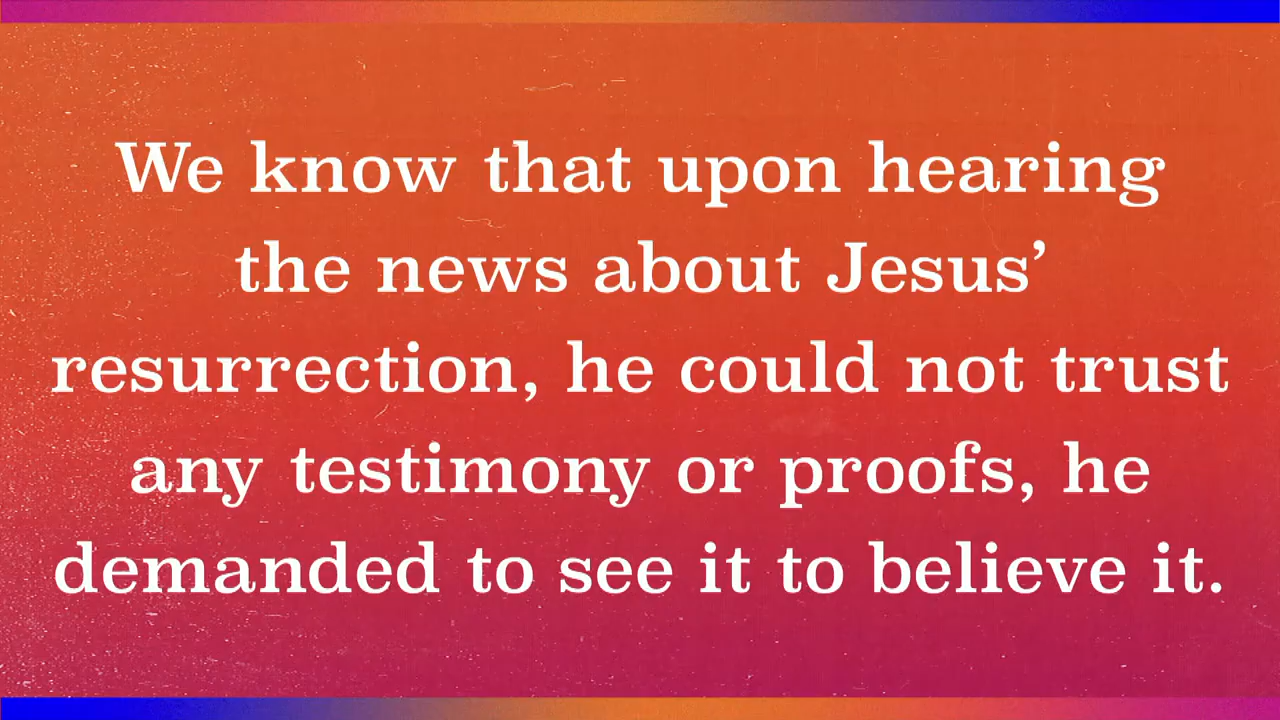 We know that upon hearing
the news about Jesus’
resurrection, he could not trust
any testimony or proofs, he
demanded to see it to believe it.